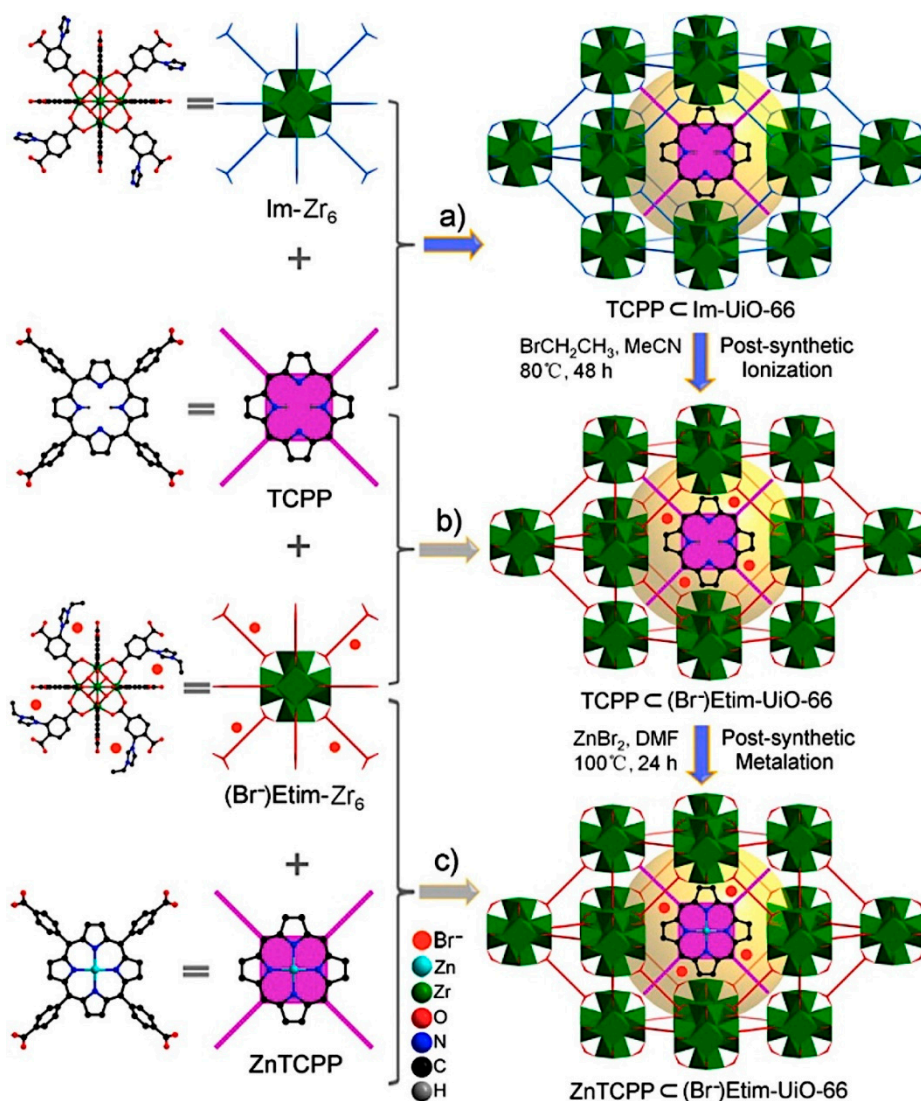 Im-Zr6
+
a)
TCPP ⊂ Im-UiO-66
BrCH2CH3, MeCN
80℃, 48 h
Post-synthetic
Ionization
TCPP
+
b)
TCPP ⊂ (Br-)Etim-UiO-66
(Br-)Etim-Zr6
+
ZnBr2, DMF
100℃, 24 h
Post-synthetic
Metalation
c)
ZnTCPP
Br-
Zn
Zr
O
N
C
H
ZnTCPP ⊂ (Br-)Etim-UiO-66